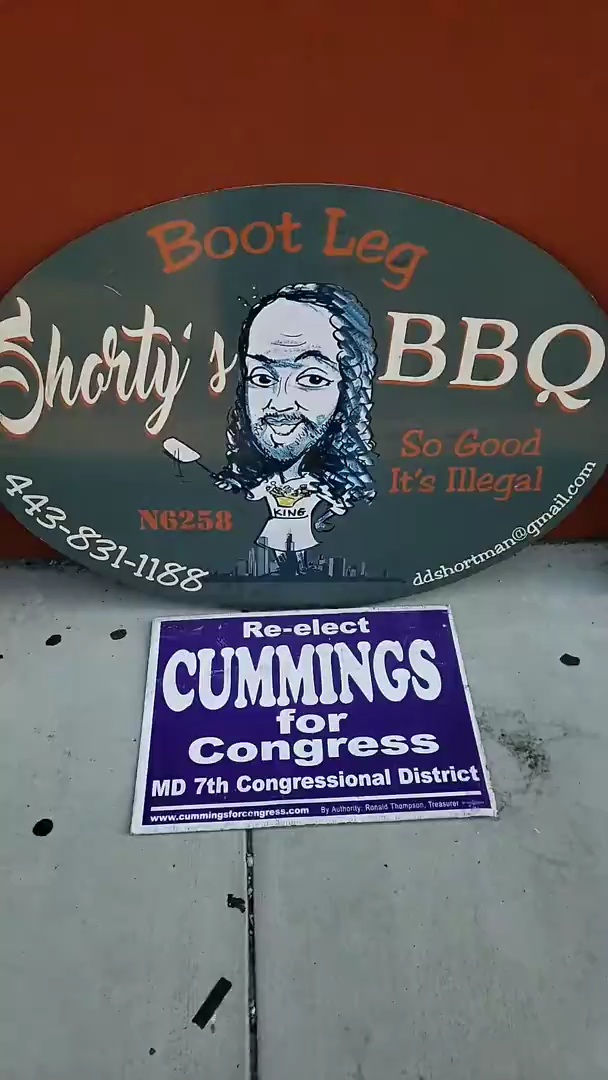 Boot Leg
Shorty's BBQ
So Good
It's Illegal
KING
N6258
443-831-1188
ddshortman@gmail.com
Re-elect
CUMMINGS
for
Congress
MD 7th Congressional District
www.cummingsforcongress.com By Authority: Ronald Thompson, Treasurer